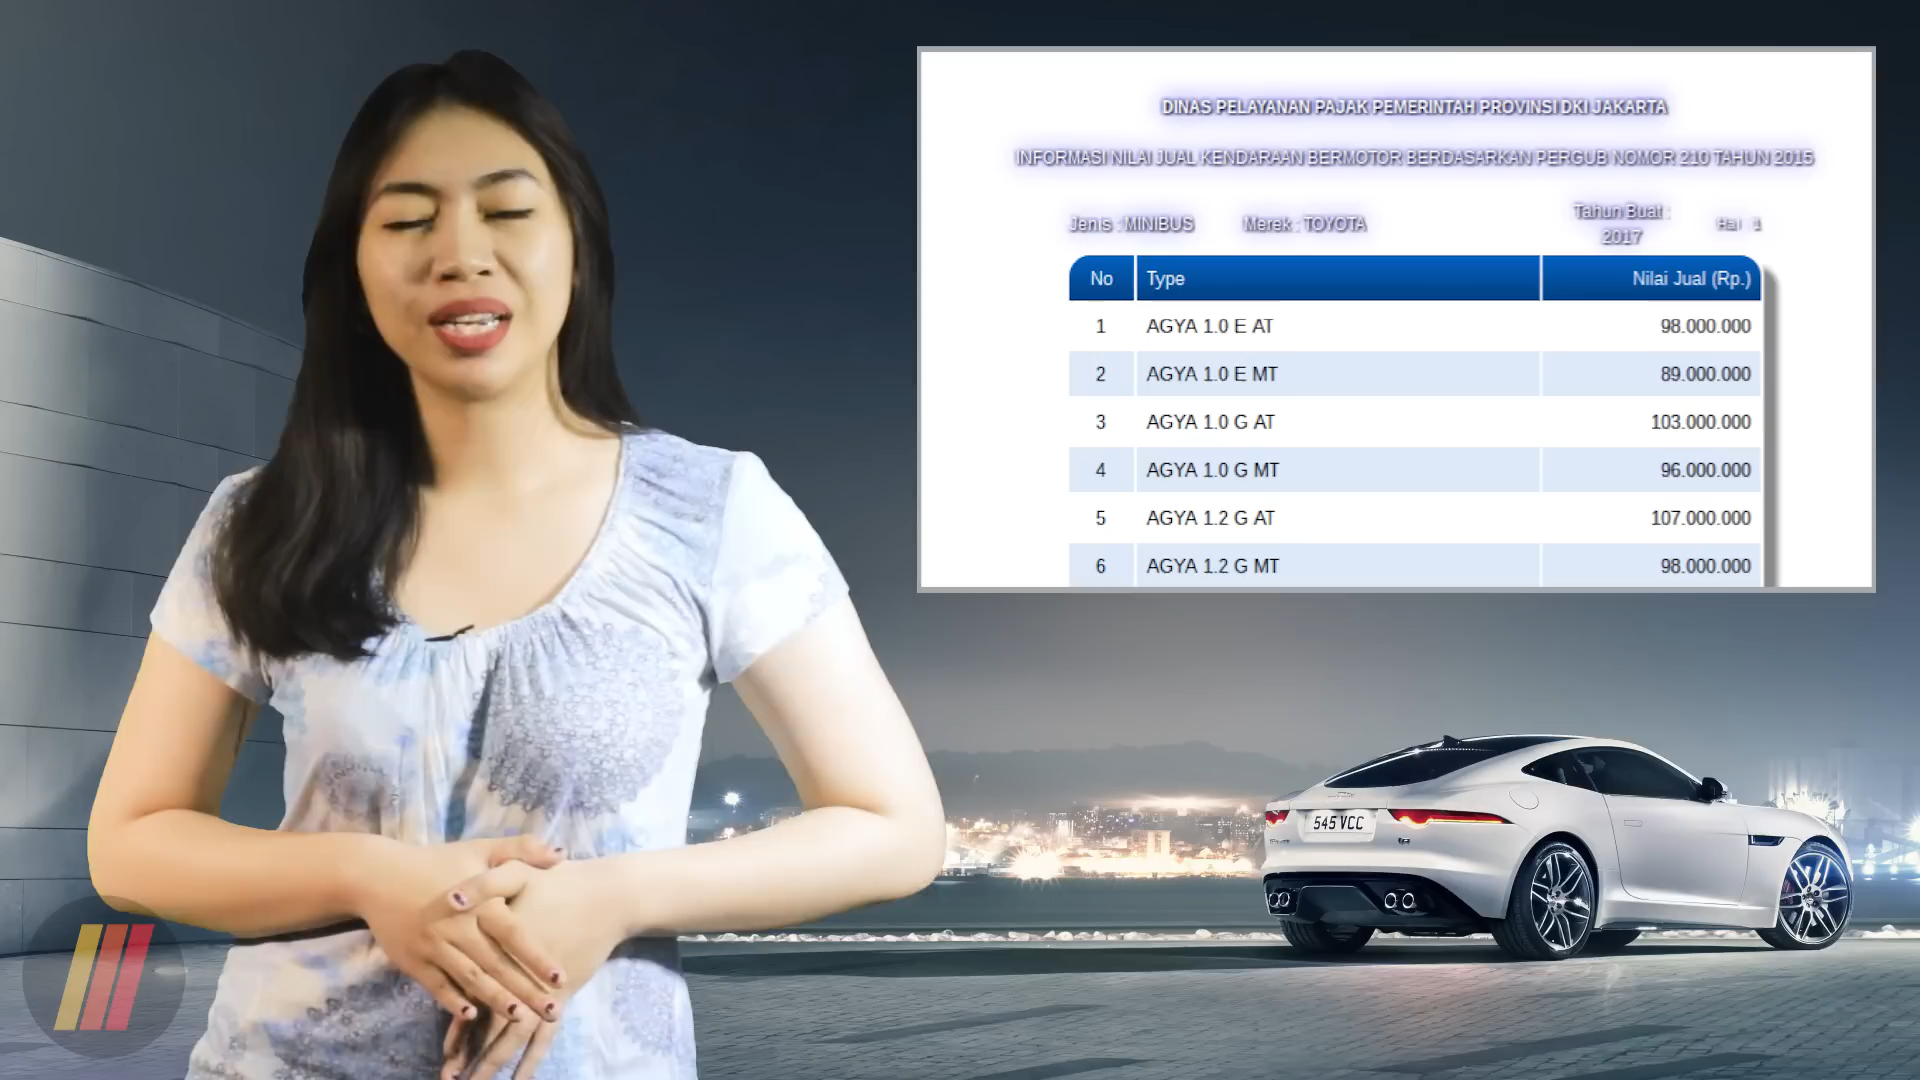 DINAS PELAYANAN PAJAK PEMERINTAH PROVINSI DKI JAKARTA
INFORMASI NILAI JUAL KENDARAAN BERMOTOR BERDASARKAN PERGUB NOMOR 210 TAHUN 2015
Jenis : MINIBUS Merek : TOYOTA Tahun Buat : 2017 Hal 1
No Type Nilai Jual (Rp.)
1 AGYA 1.0 E AT 98.000.000
2 AGYA 1.0 E MT 89.000.000
3 AGYA 1.0 G AT 103.000.000
4 AGYA 1.0 G MT 96.000.000
5 AGYA 1.2 G AT 107.000.000
6 AGYA 1.2 G MT 98.000.000
545 VCC